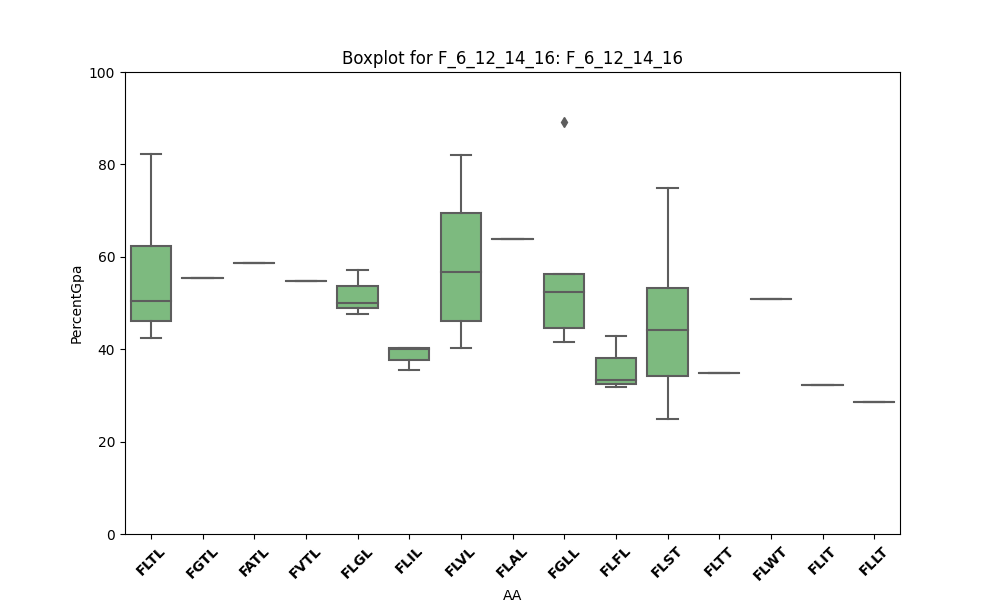 Boxplot for F_6_12_14_16: F_6_12_14_16
100
80
60
40
20
0
PercentGpa
FLTL FGTL FATL FVTL FLGL FLIL FLVL FLAL FGLL FLFL FLST FLTT FLWT FLIT FLLT
AA